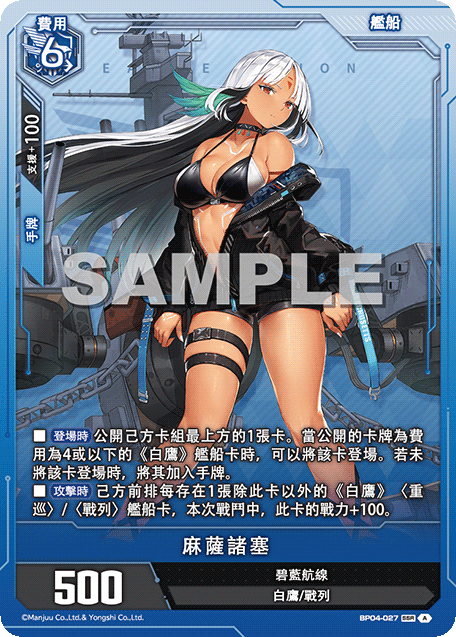 費用
6
艦船
EAGLE UNION
支援+100
手牌
SAMPLE
■ 登場時 公開己方卡組最上方的1張卡。當公開的卡牌為費
用為4或以下的《白鷹》艦船卡時，可以將該卡登場。若未
將該卡登場時，將其加入手牌。
■ 攻擊時 己方前排每存在1張除此卡以外的《白鷹》〈重
巡〉/〈戰列〉艦船卡，本次戰鬥中，此卡的戰力+100。
麻薩諸塞
500
碧藍航線
白鷹/戰列
©Manjuu Co.,Ltd.& Yongshi Co.,Ltd.
BP04-027 SSR A